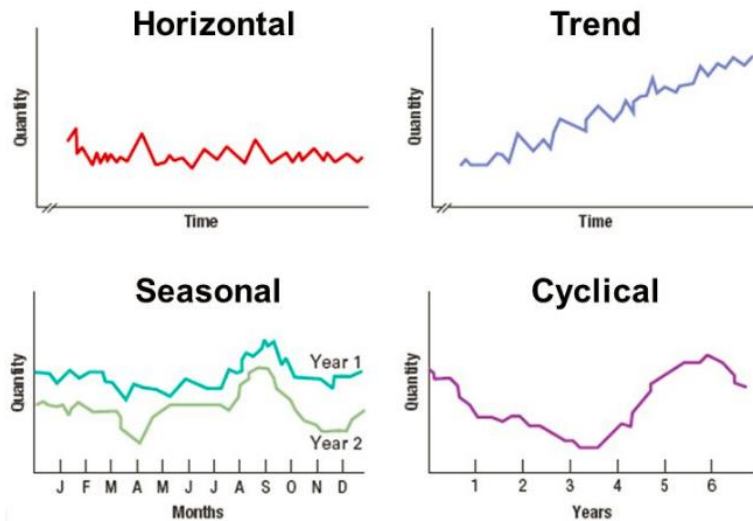 Horizontal
Quantity
Time
Trend
Quantity
Time
Seasonal
Quantity
Year 1
Year 2
J F M A M J J A S O N D
Months
Cyclical
Quantity
1 2 3 4 5 6
Years